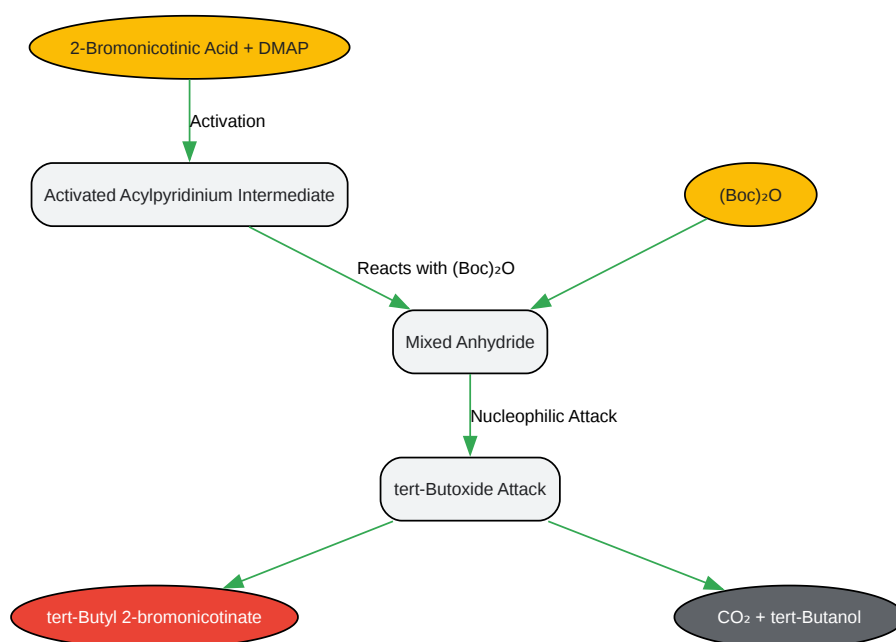 2-Bromonicotinic Acid + DMAP
Activation
Activated Acylpyridinium Intermediate
(Boc)₂O
Reacts with (Boc)₂O
Mixed Anhydride
Nucleophilic Attack
tert-Butoxide Attack
tert-Butyl 2-bromonicotinate
CO₂ + tert-Butanol